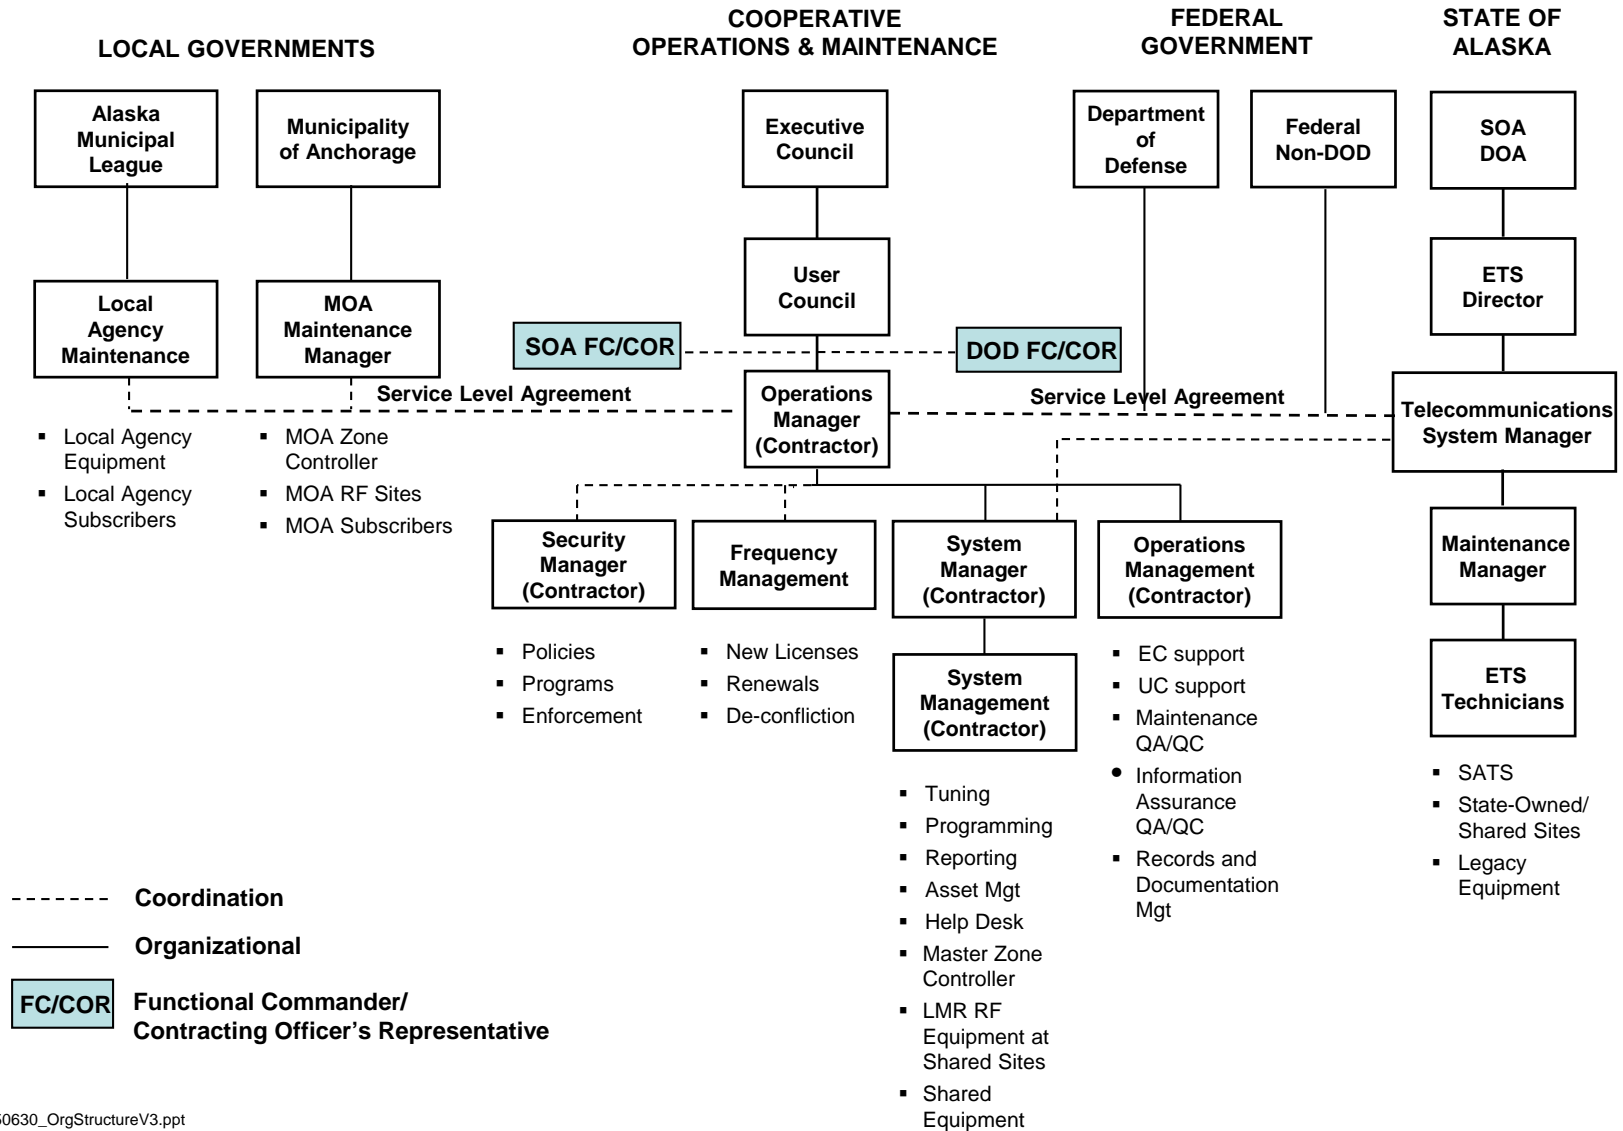 LOCAL GOVERNMENTS
COOPERATIVE
OPERATIONS & MAINTENANCE
FEDERAL
GOVERNMENT
STATE OF
ALASKA
Alaska
Municipal
League
Municipality
of Anchorage
Executive
Council
Department
of
Defense
Federal
Non-DOD
SOA
DOA
User
Council
ETS
Director
Local
Agency
Maintenance
MOA
Maintenance
Manager
SOA FC/COR
DOD FC/COR
Service Level Agreement
Operations
Manager
(Contractor)
Service Level Agreement
Telecommunications
System Manager
▪ Local Agency
Equipment
▪ Local Agency
Subscribers
▪ MOA Zone
Controller
▪ MOA RF Sites
▪ MOA Subscribers
Security
Manager
(Contractor)
Frequency
Management
System
Manager
(Contractor)
Operations
Management
(Contractor)
Maintenance
Manager
▪ Policies
▪ Programs
▪ Enforcement
▪ New Licenses
▪ Renewals
▪ De-confliction
System
Management
(Contractor)
▪ EC support
▪ UC support
▪ Maintenance
QA/QC
• Information
Assurance
QA/QC
▪ Records and
Documentation
Mgt
ETS
Technicians
▪ SATS
▪ State-Owned/
Shared Sites
▪ Legacy
Equipment
▪ Tuning
▪ Programming
▪ Reporting
▪ Asset Mgt
▪ Help Desk
▪ Master Zone
Controller
▪ LMR RF
Equipment at
Shared Sites
▪ Shared
Equipment
Coordination
Organizational
FC/COR
Functional Commander/
Contracting Officer's Representative
50630_OrgStructureV3.ppt